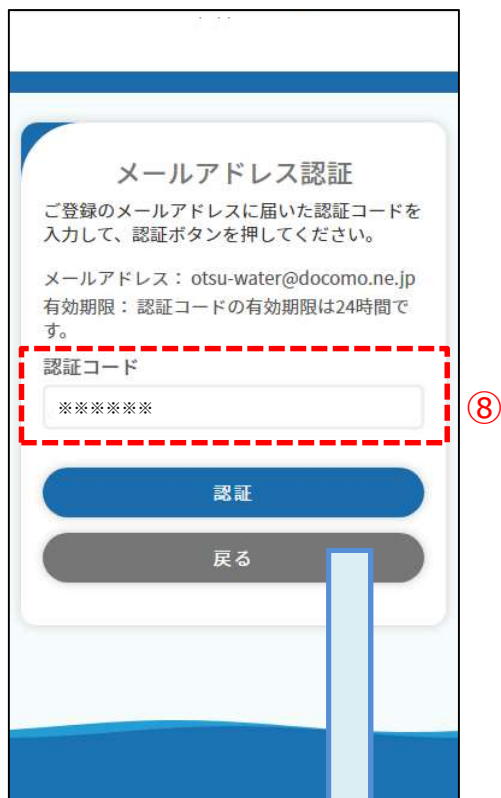 メールアドレス認証
ご登録のメールアドレスに届いた認証コードを
入力して、認証ボタンを押してください。
メールアドレス： otsu-water@docomo.ne.jp
有効期限： 認証コードの有効期限は24時間で
す。
認証コード
※※※※※※
⑧
認証
戻る